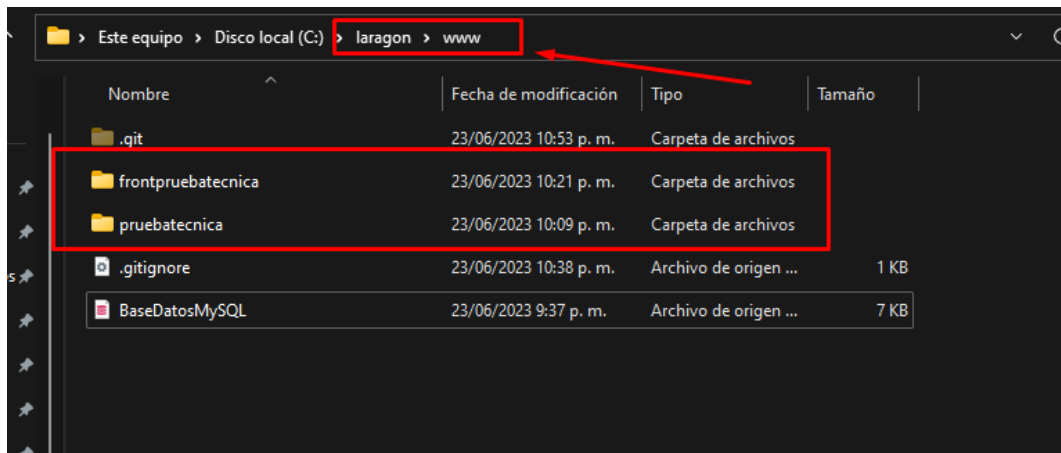 Este equipo > Disco local (C:) > laragon > www
Nombre Fecha de modificación Tipo Tamaño
.git 23/06/2023 10:53 p. m. Carpeta de archivos
frontpruebatecnica 23/06/2023 10:21 p. m. Carpeta de archivos
pruebatecnica 23/06/2023 10:09 p. m. Carpeta de archivos
.gitignore 23/06/2023 10:38 p. m. Archivo de origen ... 1 KB
BaseDatosMySQL 23/06/2023 9:37 p. m. Archivo de origen ... 7 KB